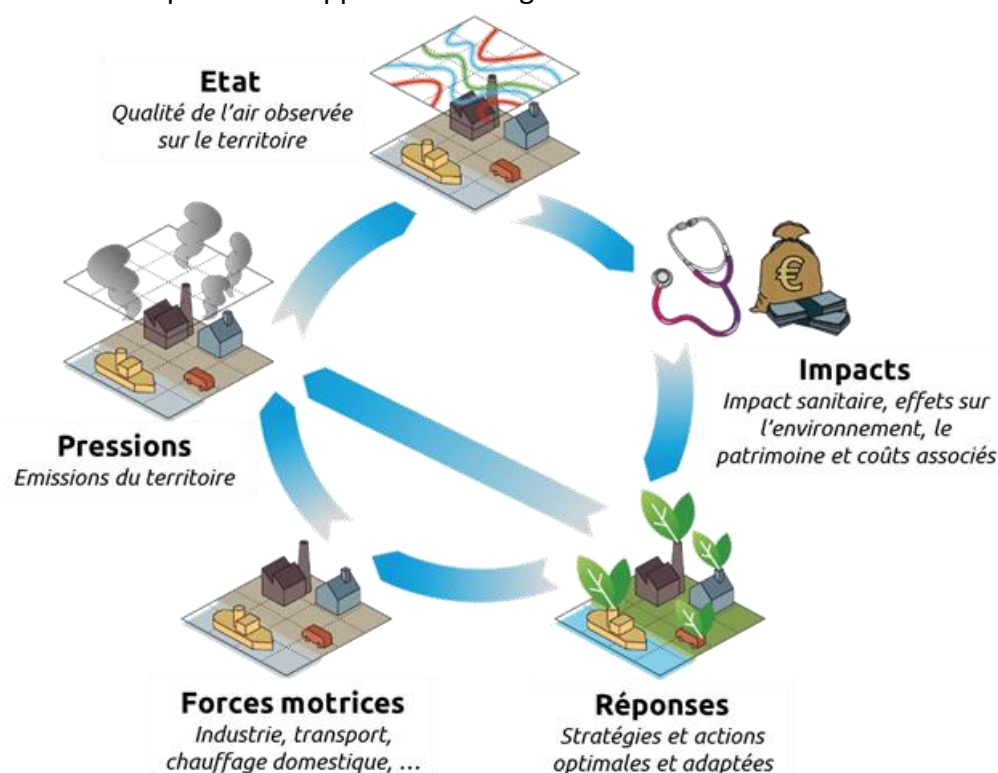 Etat
Qualité de l'air observée
sur le territoire
€
Impacts
Impact sanitaire, effets sur
l'environnement, le
patrimoine et coûts associés
Pressions
Emissions du territoire
Forces motrices
Industrie, transport,
chauffage domestique, ...
Réponses
Stratégies et actions
optimales et adaptées